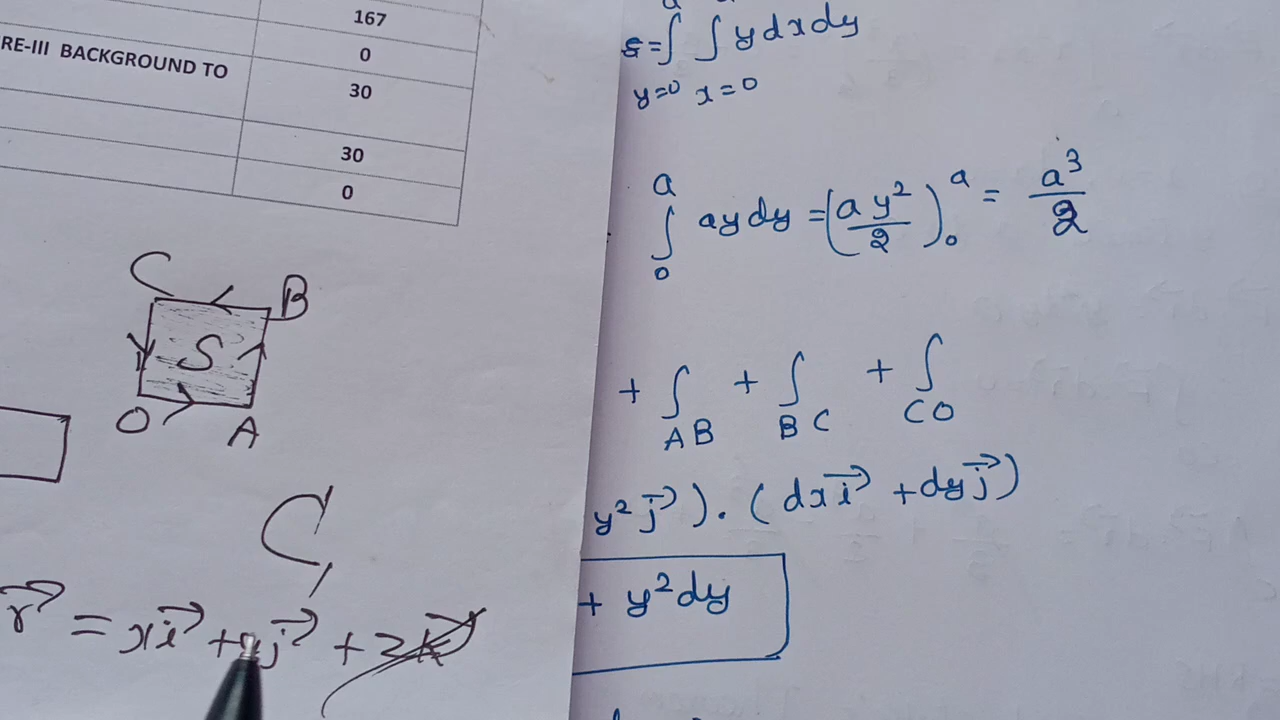 167
0
RE-III BACKGROUND TO
30
30
0
C B
S
O A
C
r⃗ = xi⃗ + yj⃗ + zk⃗
a a
s=∫ ∫ y dx dy
y=0 x=0
a
∫ ay dy = (a y²/2)ᵃ₀ = a³/2
0
+ ∫ + ∫ + ∫
AB BC CO
y² j⃗ ) . ( dx i⃗ + dy j⃗ )
+ y² dy